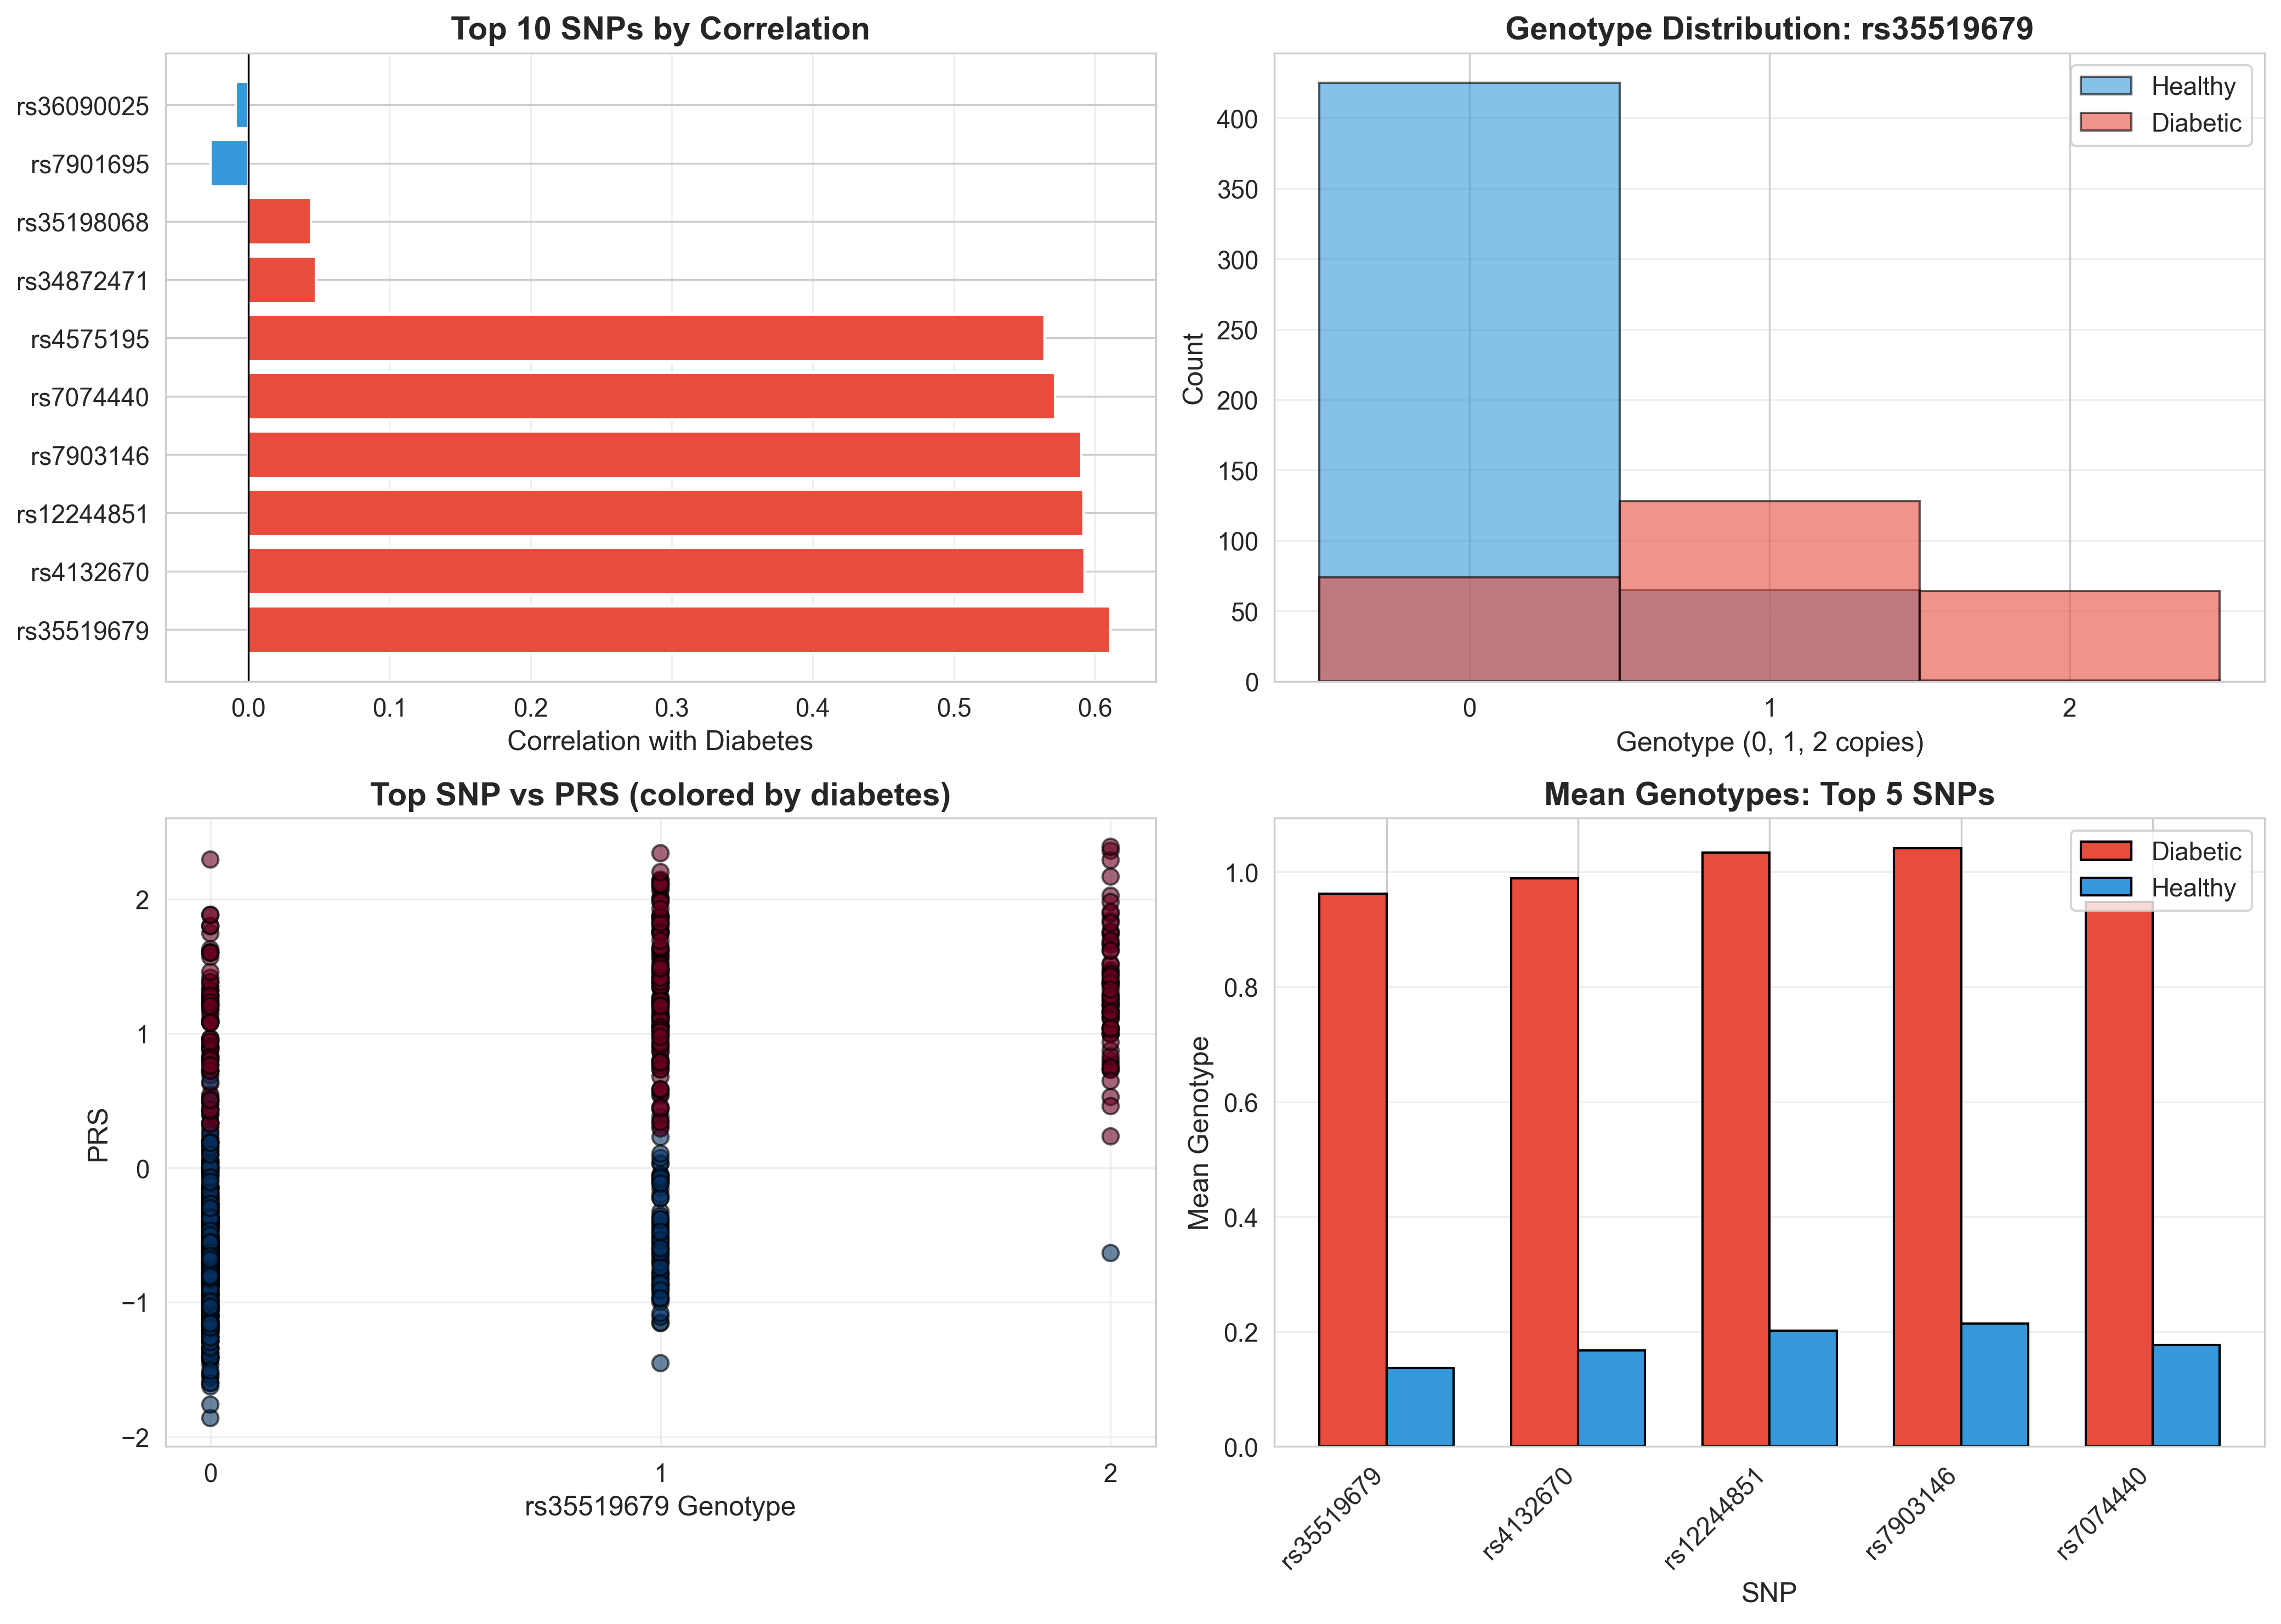 Top 10 SNPs by Correlation
rs36090025
rs7901695
rs35198068
rs34872471
rs4575195
rs7074440
rs7903146
rs12244851
rs4132670
rs35519679
0.0 0.1 0.2 0.3 0.4 0.5 0.6
Correlation with Diabetes
Genotype Distribution: rs35519679
Healthy
Diabetic
400
350
300
250
200
150
100
50
0
Count
0 1 2
Genotype (0, 1, 2 copies)
Top SNP vs PRS (colored by diabetes)
2
1
0
−1
−2
PRS
0 1 2
rs35519679 Genotype
Mean Genotypes: Top 5 SNPs
Diabetic
Healthy
1.0
0.8
0.6
0.4
0.2
0.0
Mean Genotype
rs35519679
rs4132670
rs12244851
rs7903146
rs7074440
SNP